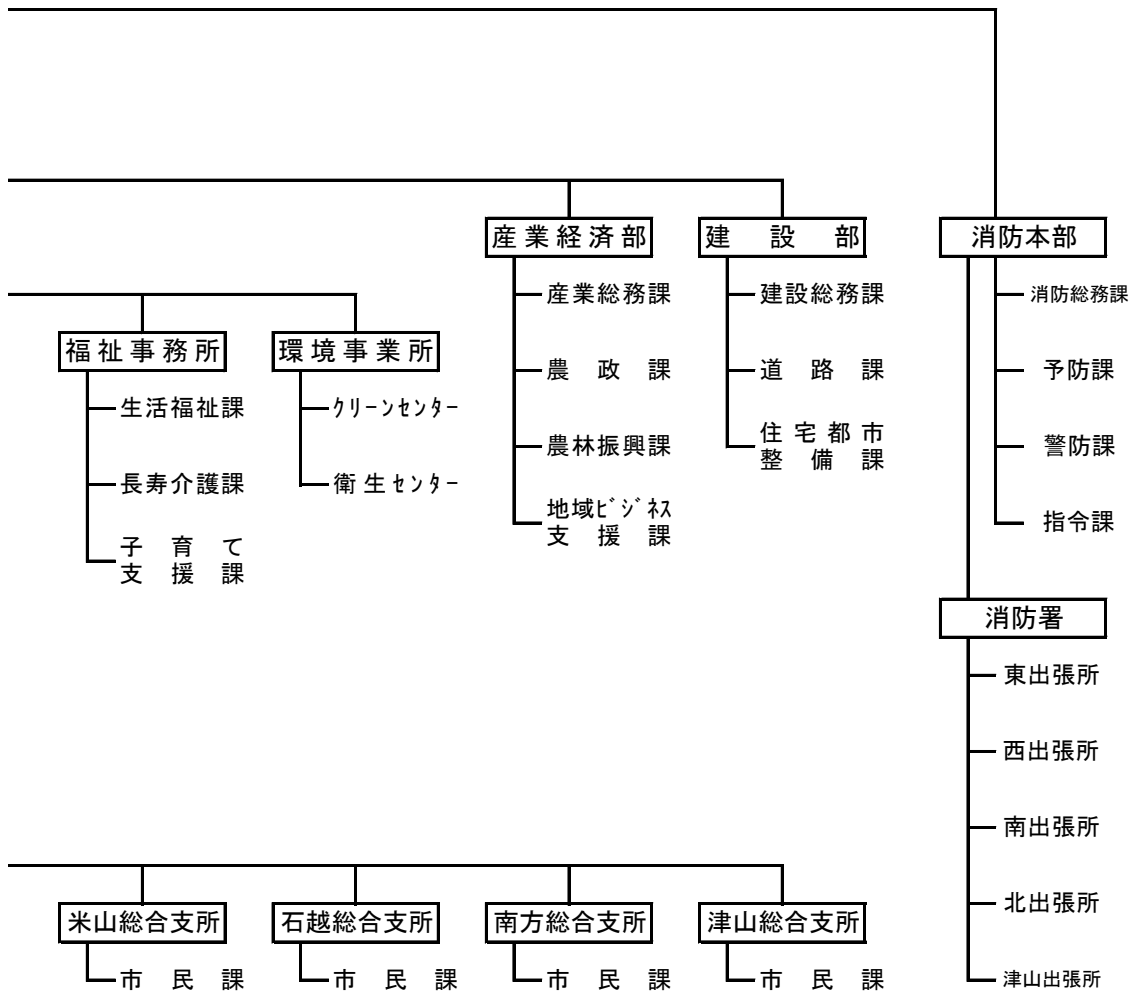 産業経済部
産業総務課
農政課
農林振興課
地域ﾋﾞｼﾞﾈｽ
支援課
建設部
建設総務課
道路課
住宅都市
整備課
消防本部
消防総務課
予防課
警防課
指令課
福祉事務所
生活福祉課
長寿介護課
子育て
支援課
環境事業所
ｸﾘｰﾝｾﾝﾀｰ
衛生ｾﾝﾀｰ
消防署
東出張所
西出張所
南出張所
北出張所
津山出張所
米山総合支所
市民課
石越総合支所
市民課
南方総合支所
市民課
津山総合支所
市民課